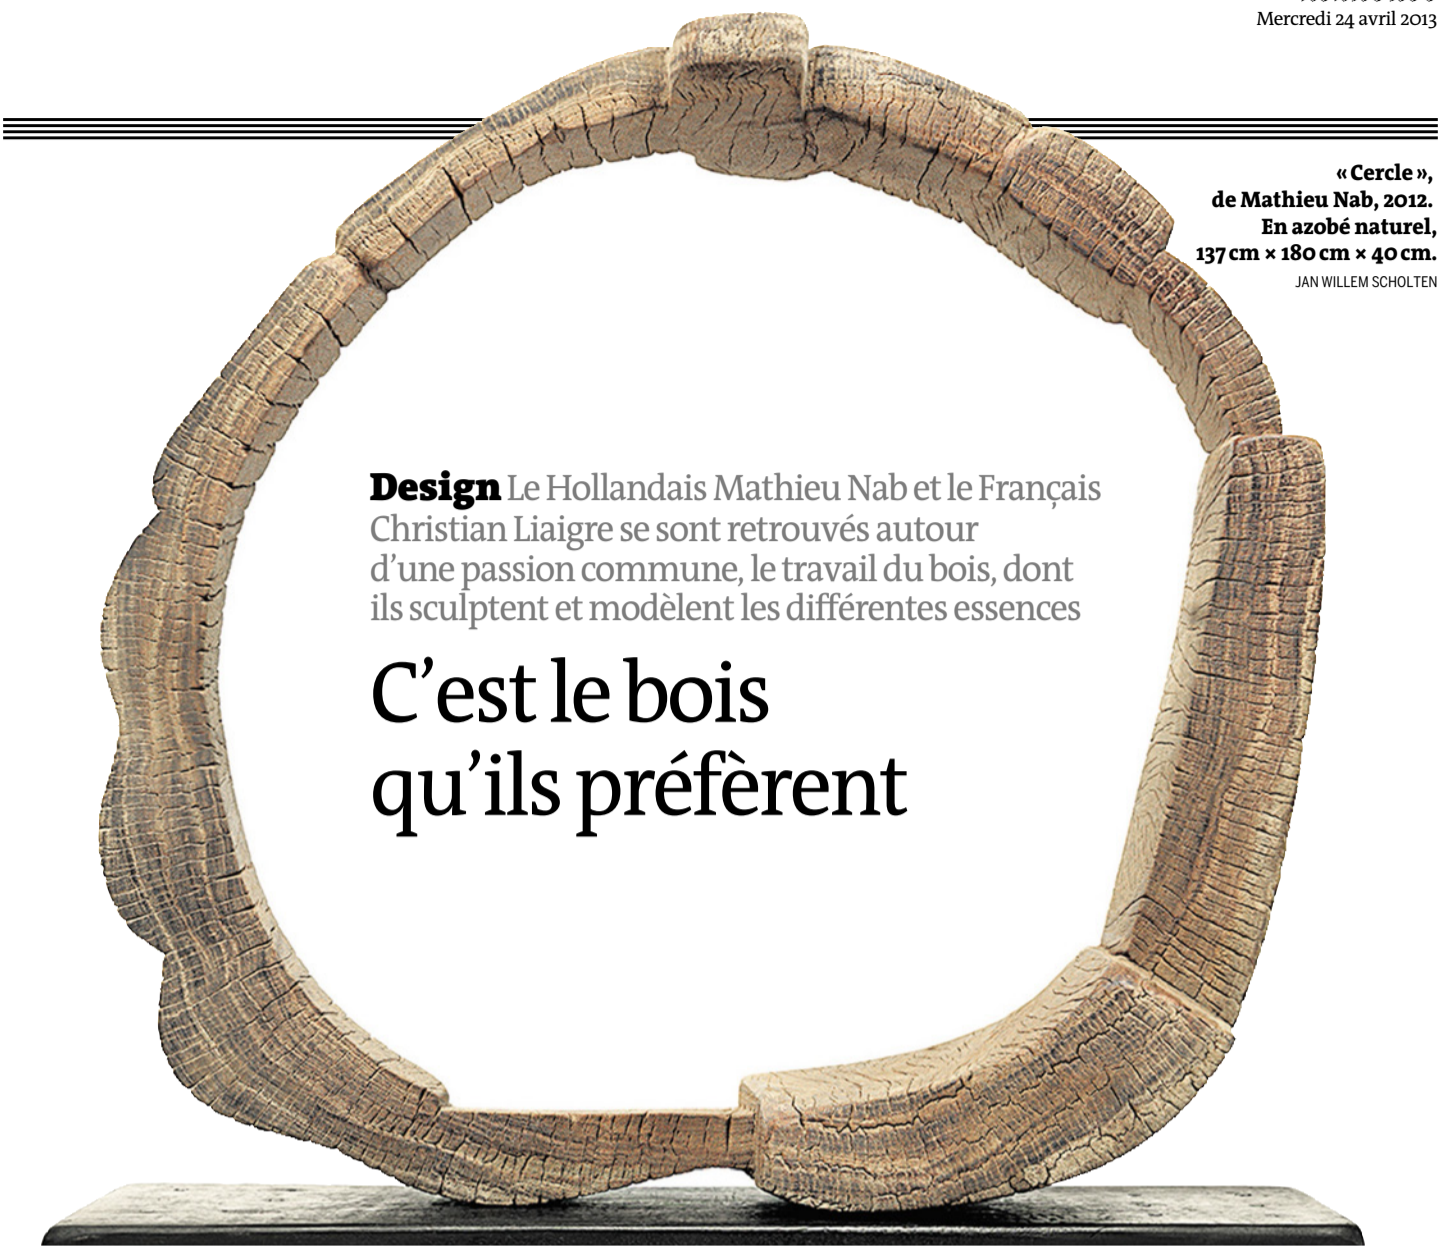 Mercredi 24 avril 2013
« Cercle »,
de Mathieu Nab, 2012.
En azobé naturel,
137 cm × 180 cm × 40 cm.
JAN WILLEM SCHOLTEN
Design Le Hollandais Mathieu Nab et le Français
Christian Liaigre se sont retrouvés autour
d’une passion commune, le travail du bois, dont
ils sculptent et modèlent les différentes essences
C’est le bois
qu’ils préfèrent